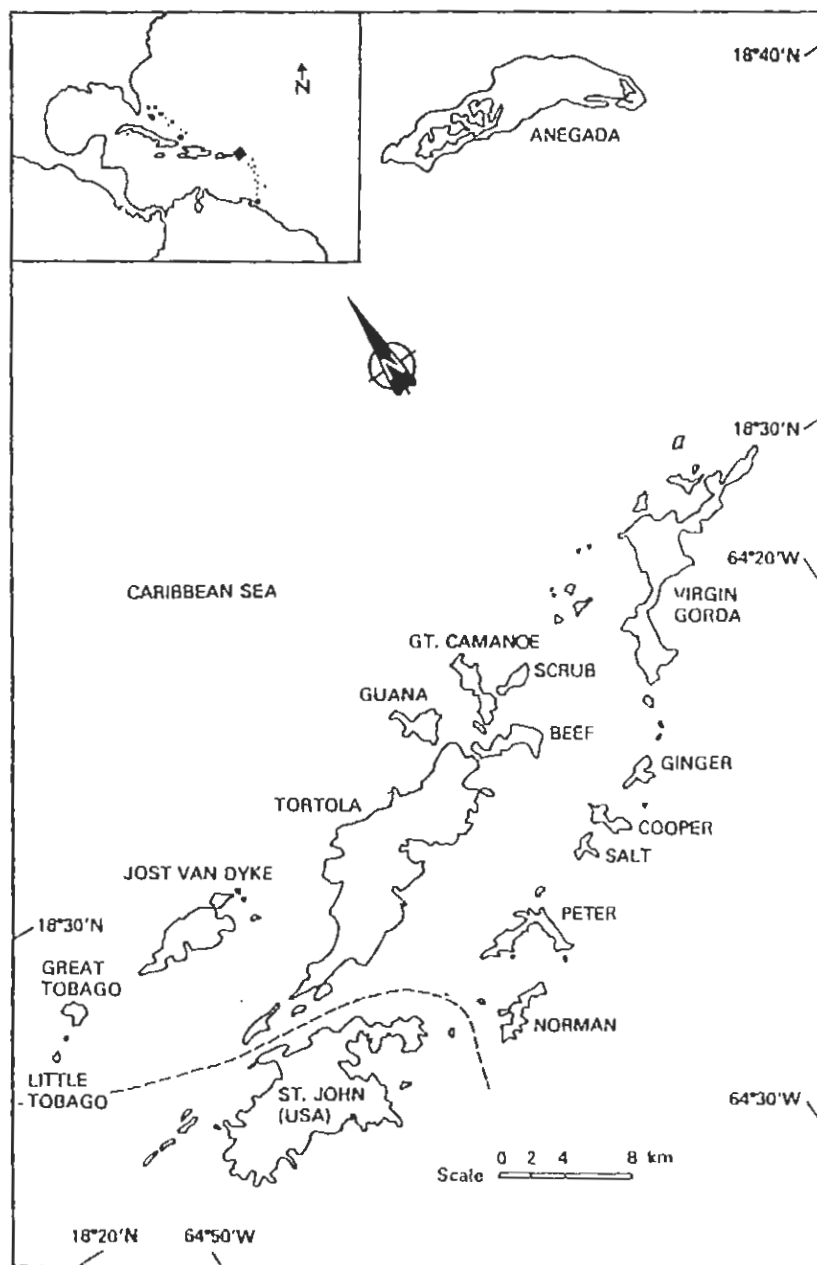 N
18°40'N
ANEGADA
N
18°30'N
a
64°20'W
CARIBBEAN SEA
VIRGIN
GORDA
GT. CAMANOE
SCRUB
GUANA
BEEF
GINGER
TORTOLA
COOPER
SALT
JOST VAN DYKE
PETER
18°30'N
GREAT
TOBAGO
NORMAN
LITTLE
TOBAGO
ST. JOHN
(USA)
64°30'W
0 2 4 8 km
Scale
18°20'N 64°50'W